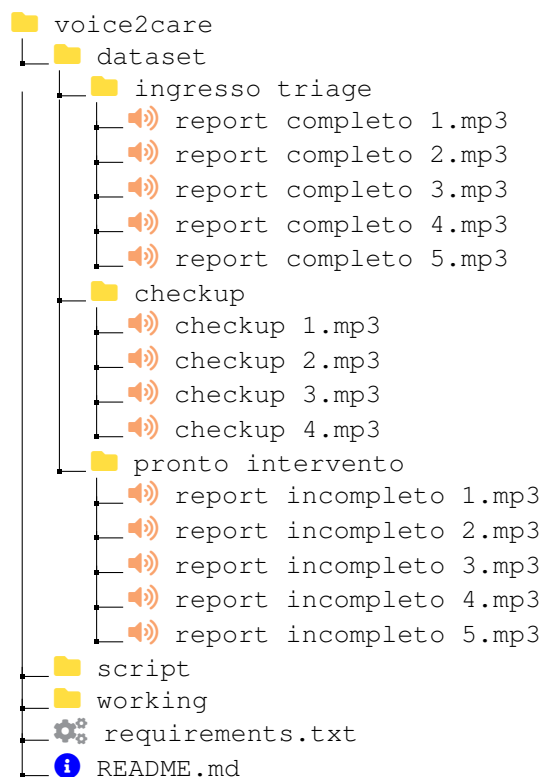 voice2care
dataset
ingresso triage
report completo 1.mp3
report completo 2.mp3
report completo 3.mp3
report completo 4.mp3
report completo 5.mp3
checkup
checkup 1.mp3
checkup 2.mp3
checkup 3.mp3
checkup 4.mp3
pronto intervento
report incompleto 1.mp3
report incompleto 2.mp3
report incompleto 3.mp3
report incompleto 4.mp3
report incompleto 5.mp3
script
working
requirements.txt
README.md